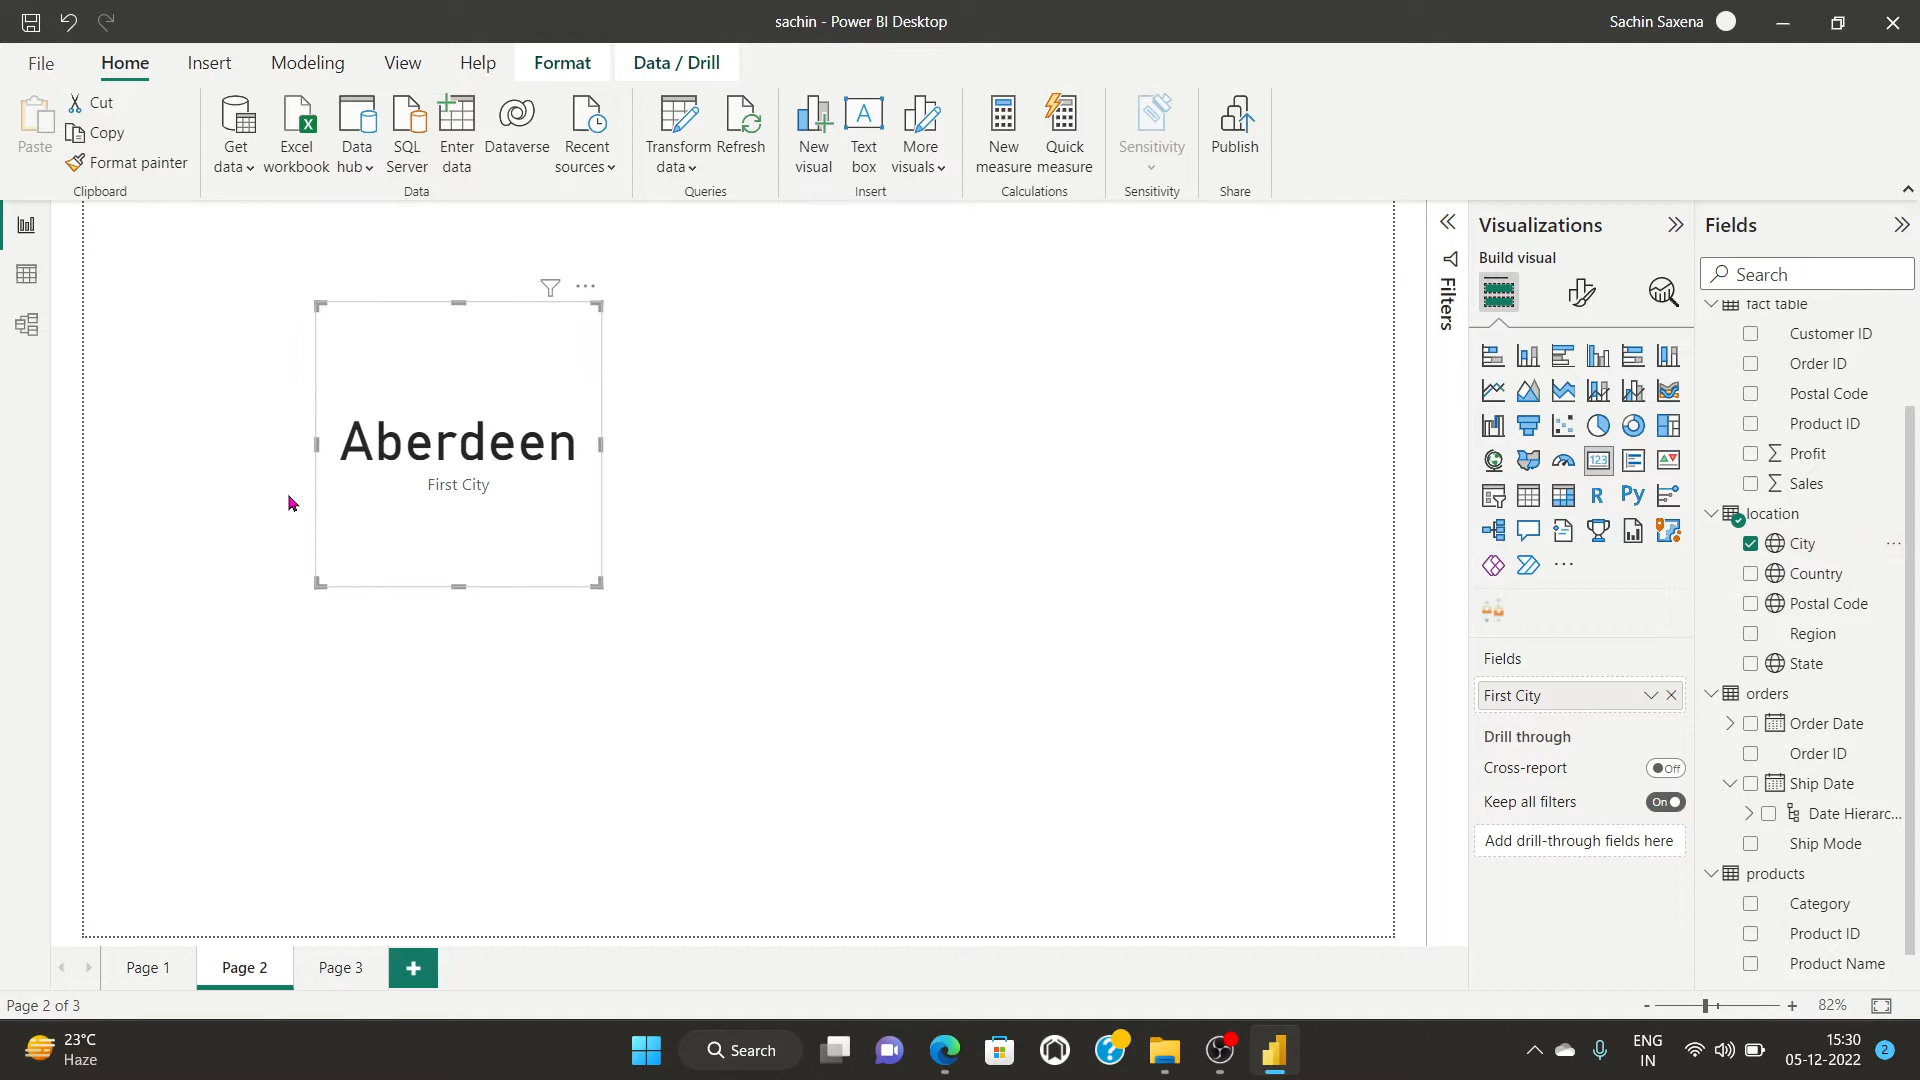 sachin - Power BI Desktop
Sachin Saxena
File
Home
Insert
Modeling
View
Help
Format
Data / Drill
Paste
Cut
Copy
Format painter
Clipboard
Get data
Excel workbook
Data hub
SQL Server
Enter data
Dataverse
Recent sources
Data
Transform data
Refresh
Queries
New visual
Text box
More visuals
Insert
New measure
Quick measure
Calculations
Sensitivity
Sensitivity
Publish
Share
Aberdeen
First City
Filters
Visualizations
Build visual
123
R
Py
Fields
First City
Drill through
Cross-report
Off
Keep all filters
On
Add drill-through fields here
Fields
Search
fact table
Customer ID
Order ID
Postal Code
Product ID
Profit
Sales
location
City
Country
Postal Code
Region
State
orders
Order Date
Order ID
Ship Date
Date Hierarc...
Ship Mode
products
Category
Product ID
Product Name
Page 1
Page 2
Page 3
Page 2 of 3
82%
23°C
Haze
Search
ENG
IN
15:30
05-12-2022
2